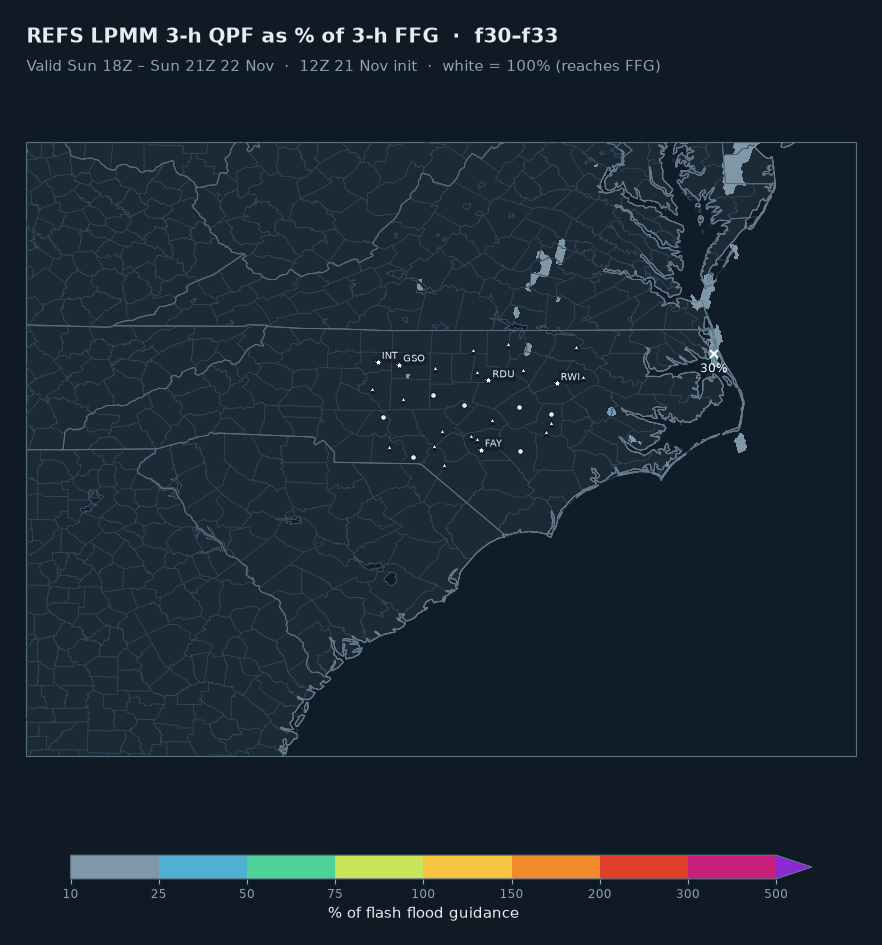 REFS LPMM 3-h QPF as % of 3-h FFG · f30–f33
Valid Sun 18Z – Sun 21Z 22 Nov · 12Z 21 Nov init · white = 100% (reaches FFG)
INT GSO
30%
RDU
RWI
FAY
10 25 50 75 100 150 200 300 500
% of flash flood guidance